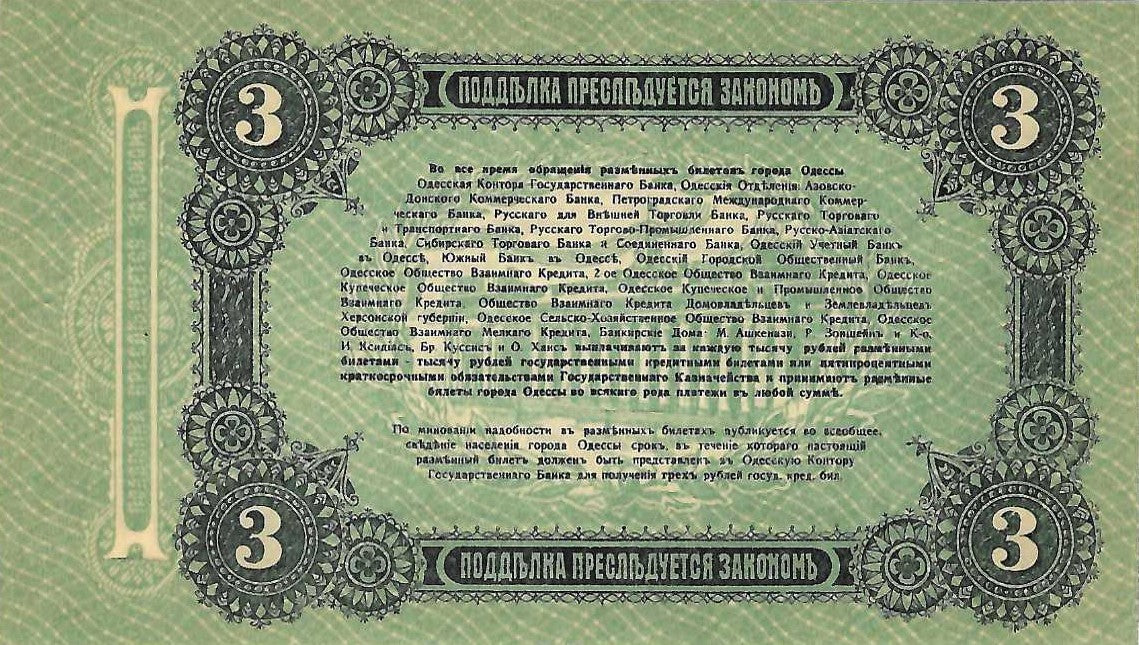 3
ПОДДѢЛКА ПРЕСЛѢДУЕТСЯ ЗАКОНОМЪ
3
Во все время обращенія размѣнныхъ билетовъ города Одессы
Одесская Контора Государственнаго Банка, Одесскія Отдѣленія: Азовско-
Донского Коммерческаго Банка, Петроградскаго Международнаго Коммер-
ческаго Банка, Русскаго для Внѣшней Торговли Банка, Русскаго Торговаго
и Транспортнаго Банка, Русскаго Торгово-Промышленнаго Банка, Русско-Азіатскаго
Банка, Сибирскаго Торговаго Банка и Соединеннаго Банка, Одесскій Учетный Банкъ
въ Одессѣ, Южный Банкъ въ Одессѣ, Одесскій Городской Общественный Банкъ,
Одесское Общество Взаимнаго Кредита, 2-ое Одесское Общество Взаимнаго Кредита, Одесское
Купеческое Общество Взаимнаго Кредита, Одесское Купеческое и Промышленное Общество
Взаимнаго Кредита, Общество Взаимнаго Кредита Домовладѣльцевъ и Землевладѣльцевъ
Херсонской губерніи, Одесское Сельско-Хозяйственное Общество Взаимнаго Кредита, Одесское
Общество Взаимнаго Мелкаго Кредита, Банкирскіе Дома: М. Ашкенази, Р. Зонщейнъ и К-о,
И. Ксидіасъ, Бр. Куссисъ и О. Хаисъ выплачиваютъ за каждую тысячу рублей размѣнными
билетами - тысячу рублей государственными кредитными билетами или пятипроцентными
краткосрочными обязательствами Государственнаго Казначейства и принимаютъ размѣнные
билеты города Одессы во всякаго рода платежи въ любой суммѣ.
По минованіи надобности въ размѣнныхъ билетахъ публикуется во всеобщее,
свѣдѣніе населенія города Одессы срокъ, въ теченіе котораго настоящій
размѣнный билетъ долженъ быть представленъ въ Одесскую Контору
Государственнаго Банка для полученія трехъ рублей госуд. кред. бил.
3
ПОДДѢЛКА ПРЕСЛѢДУЕТСЯ ЗАКОНОМЪ
3